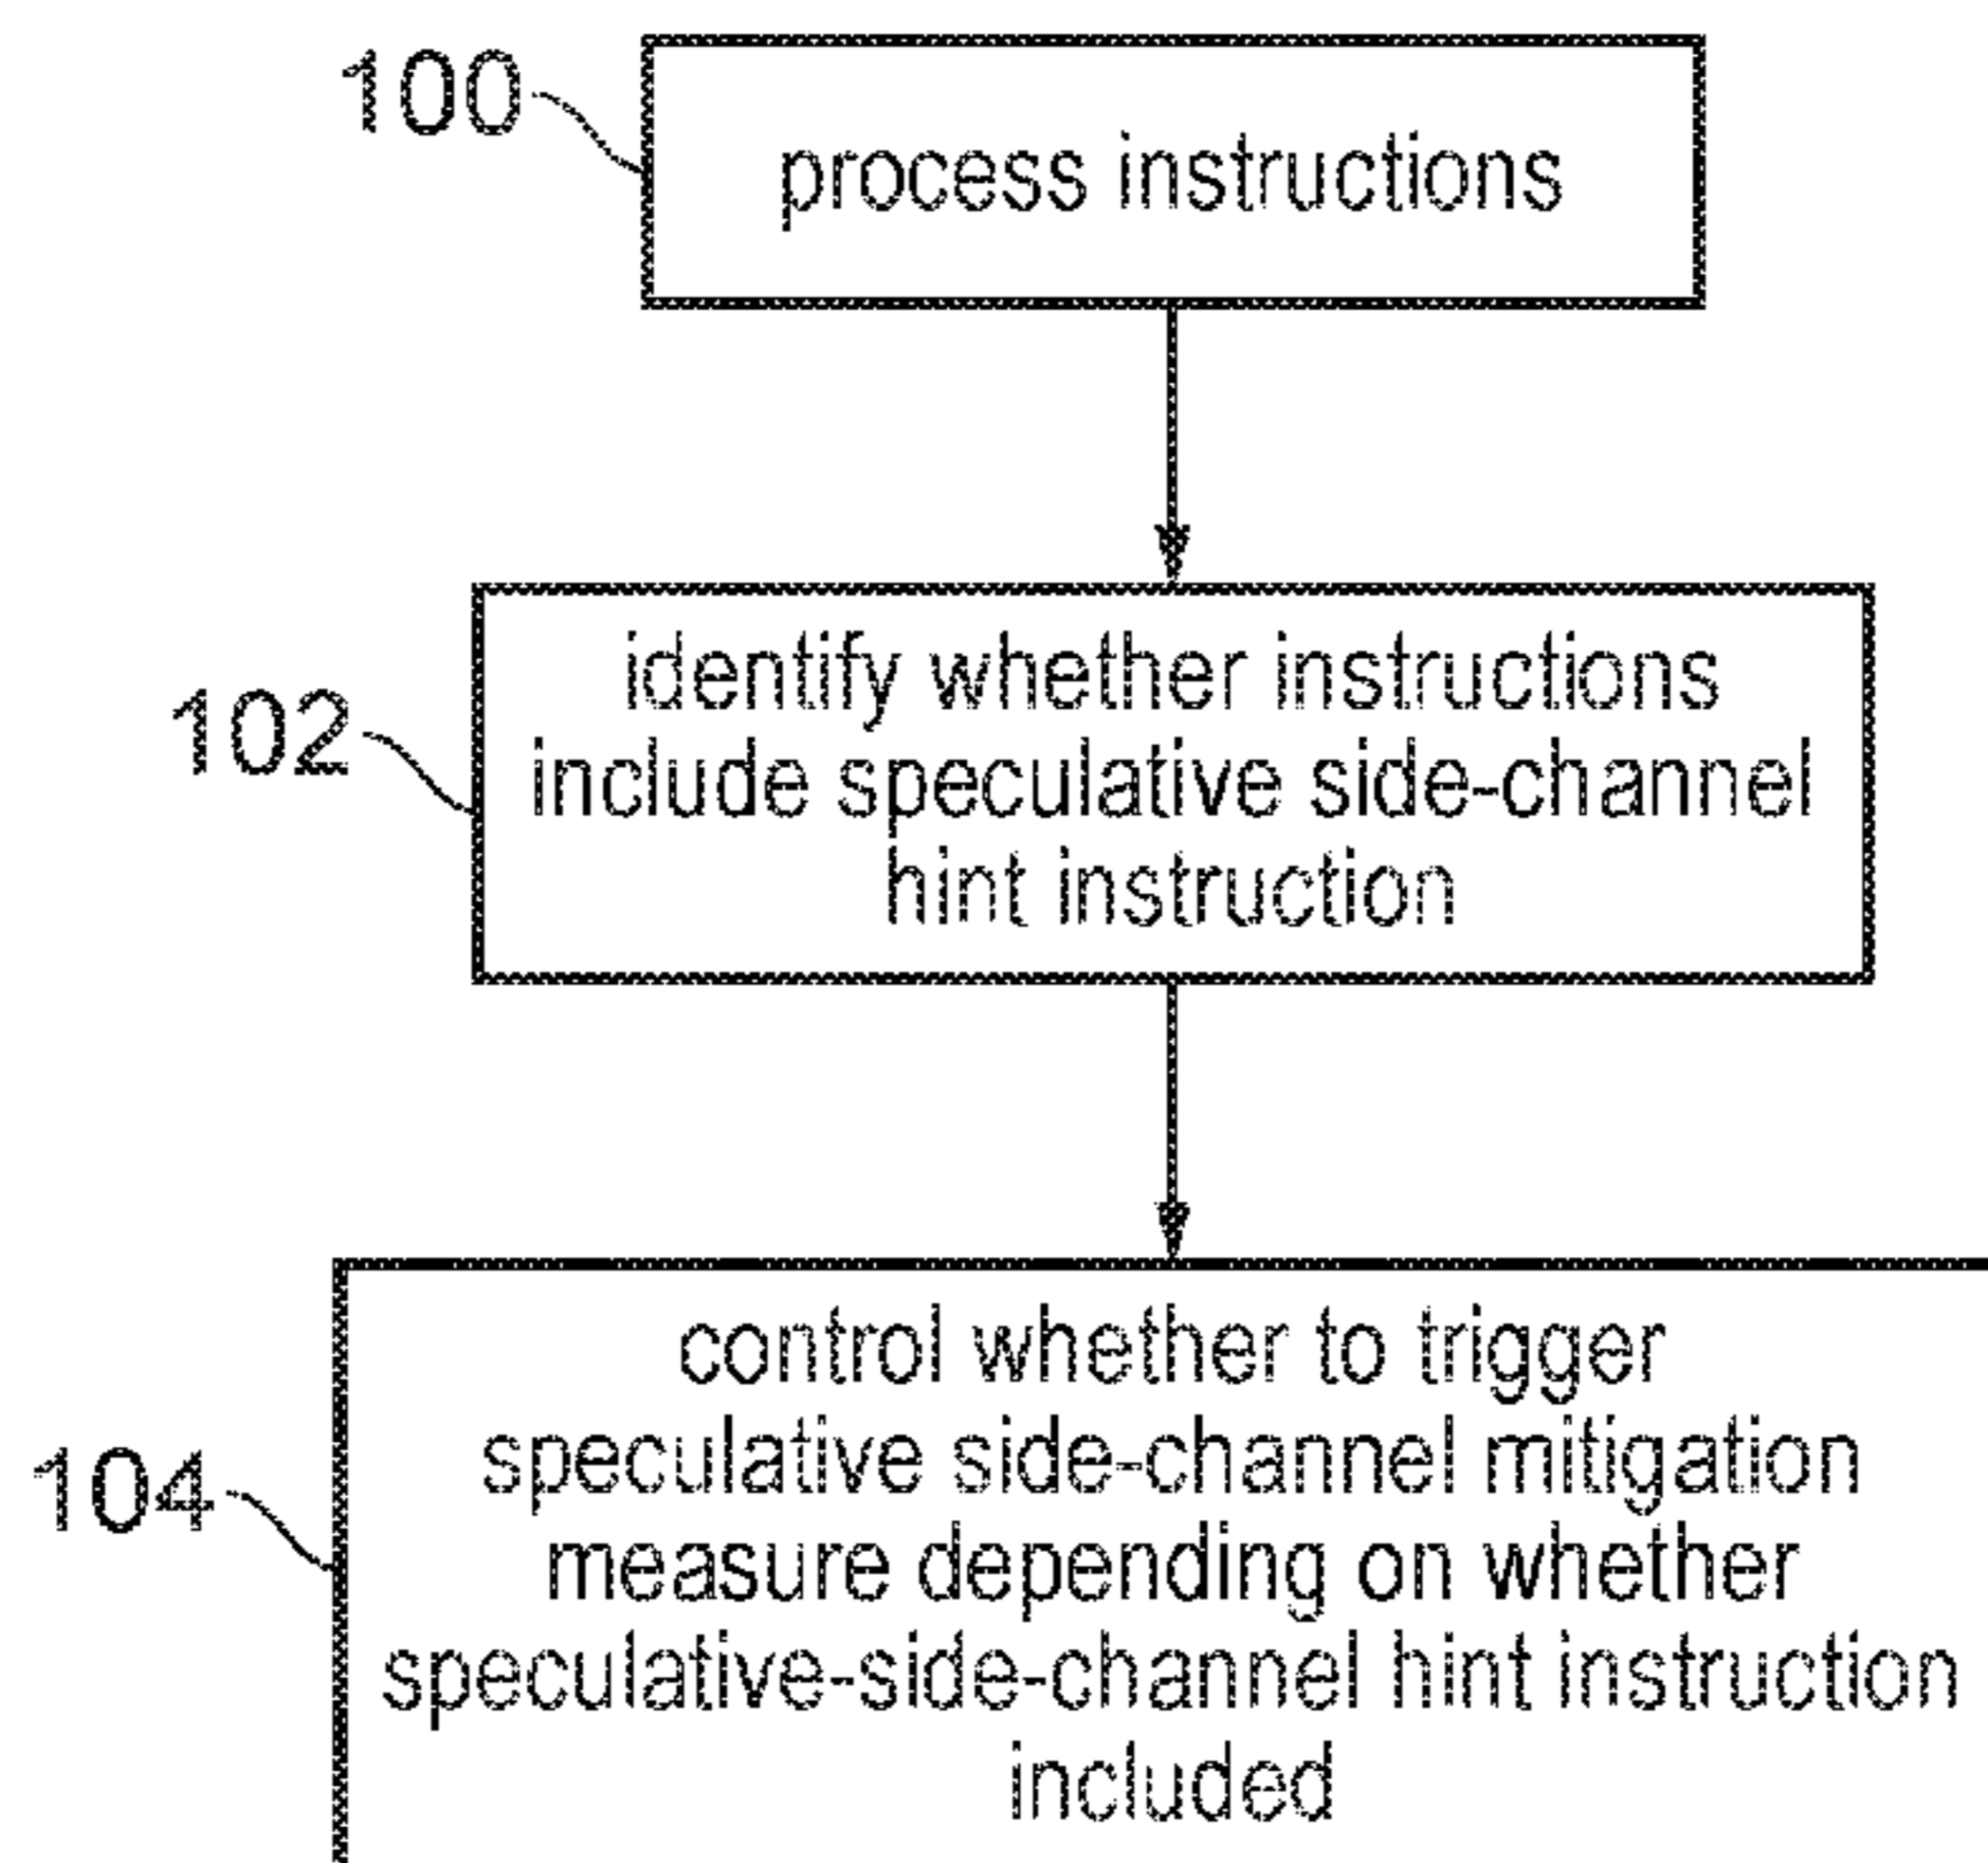 100
process instructions
102
identify whether instructions
include speculative side-channel
hint instruction
104
control whether to trigger
speculative side-channel mitigation
measure depending on whether
speculative-side-channel hint instruction
included